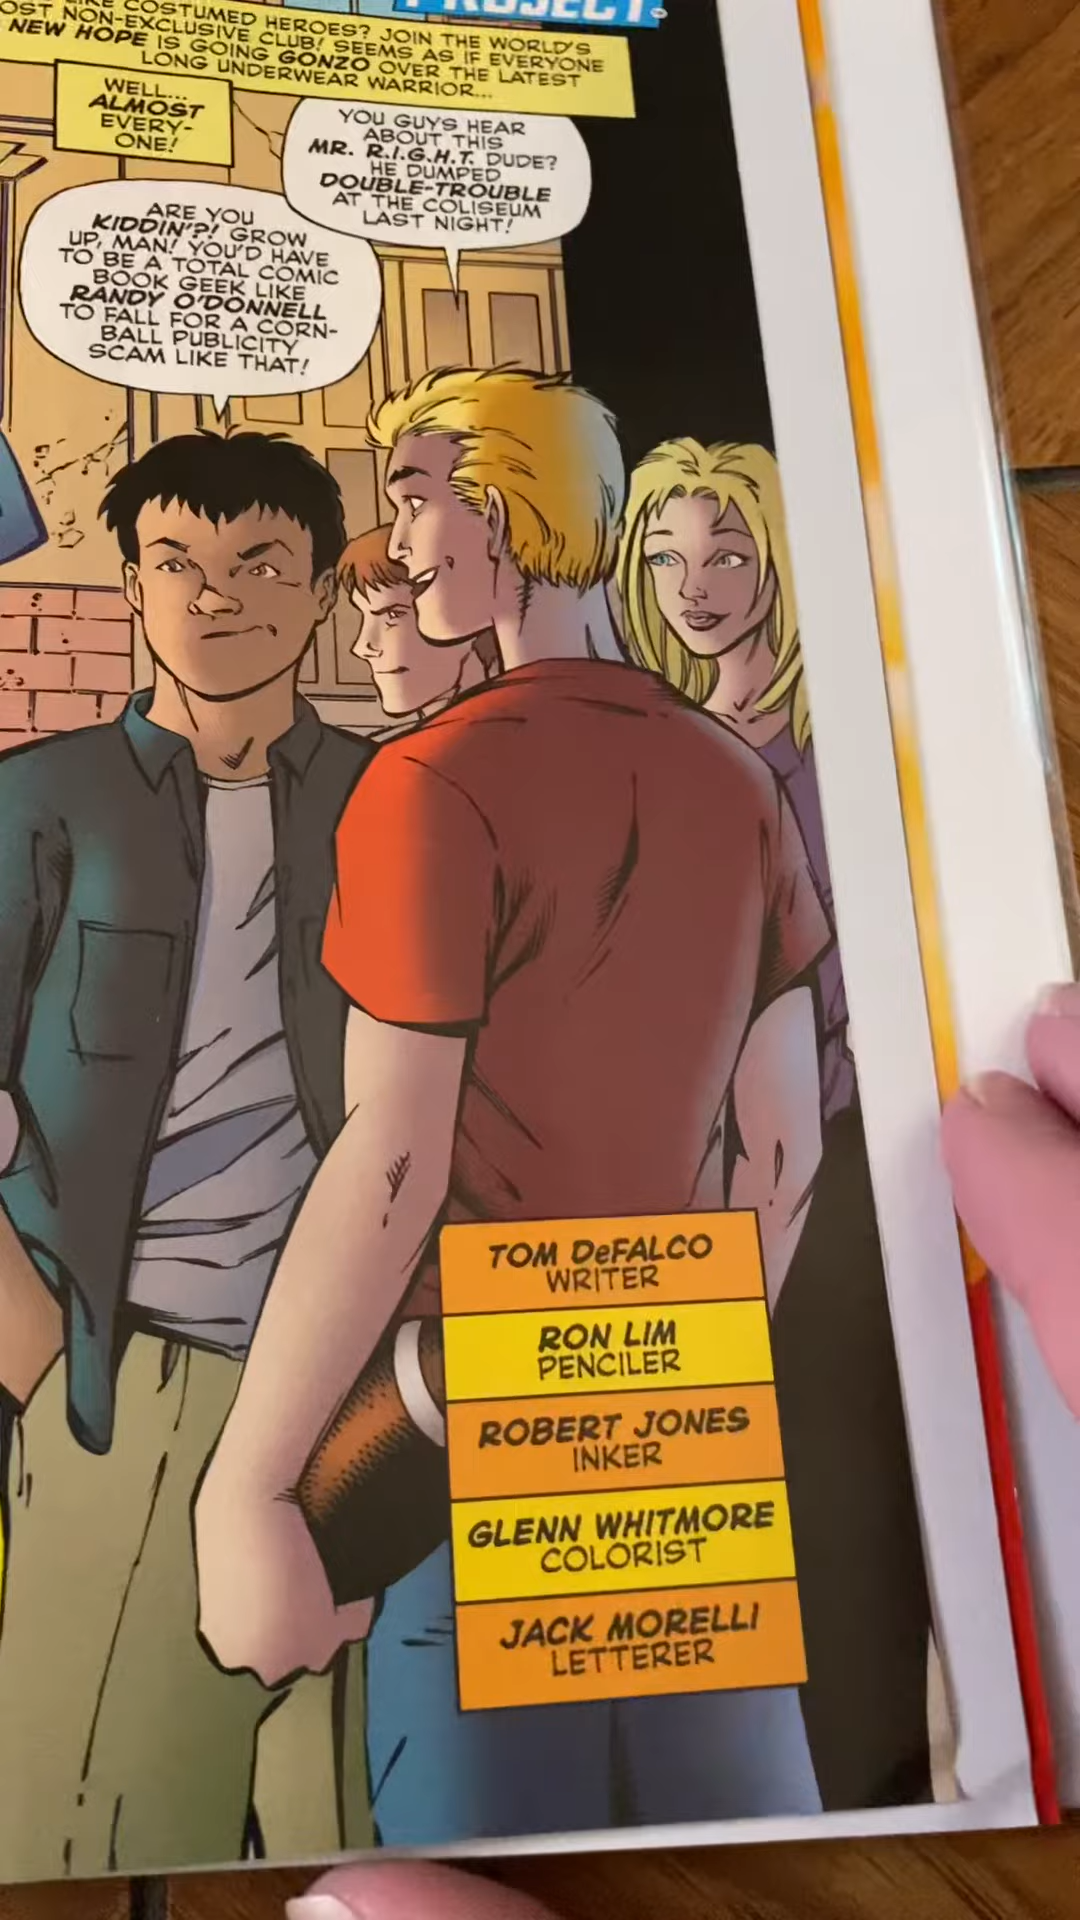 PROJECT.
LIKE COSTUMED HEROES? JOIN THE WORLD'S
MOST NON-EXCLUSIVE CLUB! SEEMS AS IF EVERYONE
NEW HOPE IS GOING GONZO OVER THE LATEST
LONG UNDERWEAR WARRIOR...
WELL...
ALMOST
EVERY-
ONE!
YOU GUYS HEAR
ABOUT THIS
MR. R.I.G.H.T. DUDE?
HE DUMPED
DOUBLE-TROUBLE
AT THE COLISEUM
LAST NIGHT!
ARE YOU
KIDDIN'?! GROW
UP, MAN! YOU'D HAVE
TO BE A TOTAL COMIC
BOOK GEEK LIKE
RANDY O'DONNELL
TO FALL FOR A CORN-
BALL PUBLICITY
SCAM LIKE THAT!
TOM DeFALCO
WRITER
RON LIM
PENCILER
ROBERT JONES
INKER
GLENN WHITMORE
COLORIST
JACK MORELLI
LETTERER